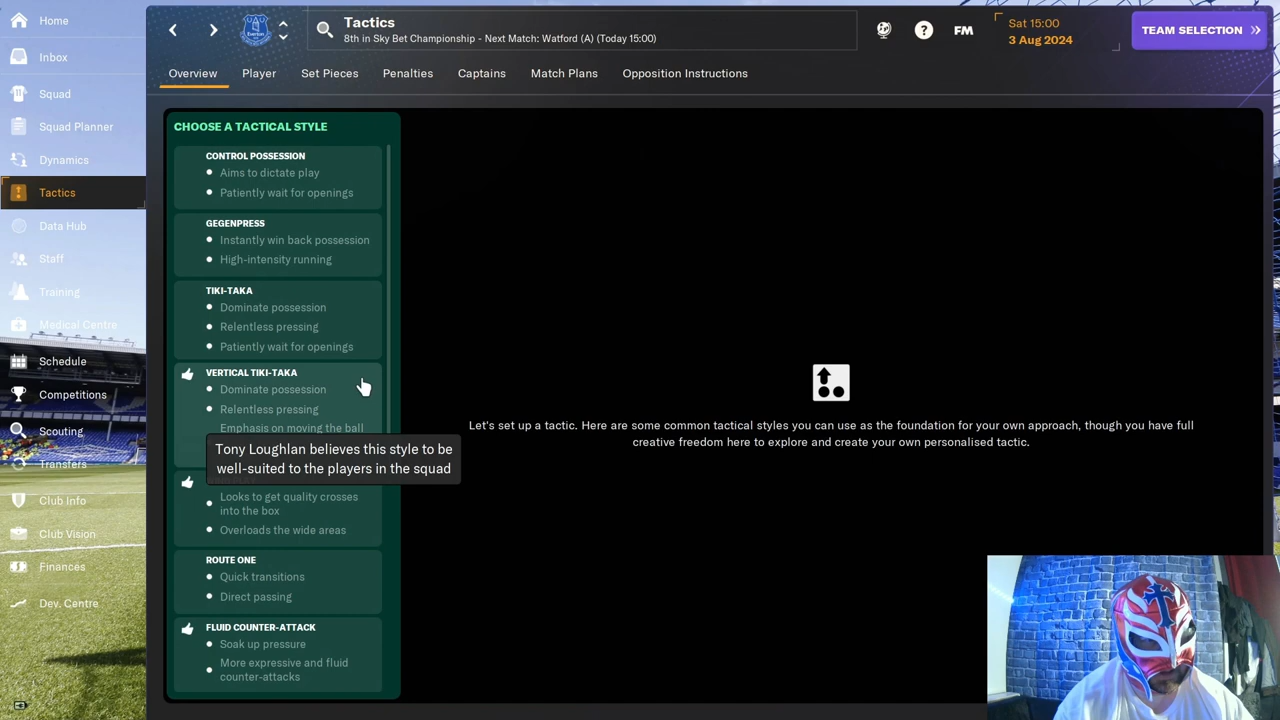 Home
Inbox
Squad
Squad Planner
Dynamics
Tactics
Data Hub
Staff
Training
Medical Centre
Schedule
Competitions
Scouting
Transfers
Club Info
Club Vision
Finances
Dev. Centre
Everton
Tactics
8th in Sky Bet Championship - Next Match: Watford (A) (Today 15:00)
?
FM
Sat 15:00
3 Aug 2024
TEAM SELECTION
Overview
Player
Set Pieces
Penalties
Captains
Match Plans
Opposition Instructions
CHOOSE A TACTICAL STYLE
CONTROL POSSESSION
Aims to dictate play
Patiently wait for openings
GEGENPRESS
Instantly win back possession
High-intensity running
TIKI-TAKA
Dominate possession
Relentless pressing
Patiently wait for openings
VERTICAL TIKI-TAKA
Dominate possession
Relentless pressing
Emphasis on moving the ball
Tony Loughlan believes this style to be
well-suited to the players in the squad
Looks to get quality crosses
into the box
Overloads the wide areas
ROUTE ONE
Quick transitions
Direct passing
FLUID COUNTER-ATTACK
Soak up pressure
More expressive and fluid
counter-attacks
Let's set up a tactic. Here are some common tactical styles you can use as the foundation for your own approach, though you have full
creative freedom here to explore and create your own personalised tactic.